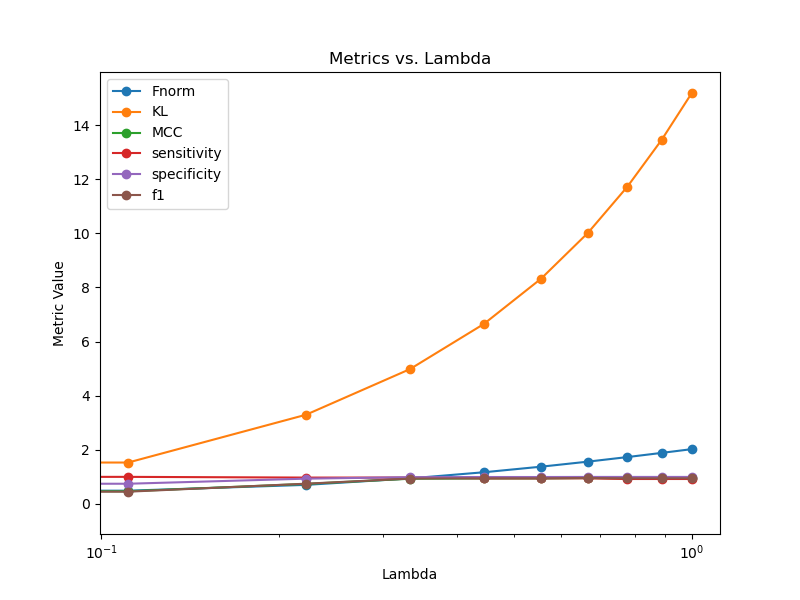 Metrics vs. Lambda
Fnorm
KL
MCC
sensitivity
specificity
f1
Metric Value
14
12
10
8
6
4
2
0
10⁻¹
10⁰
Lambda